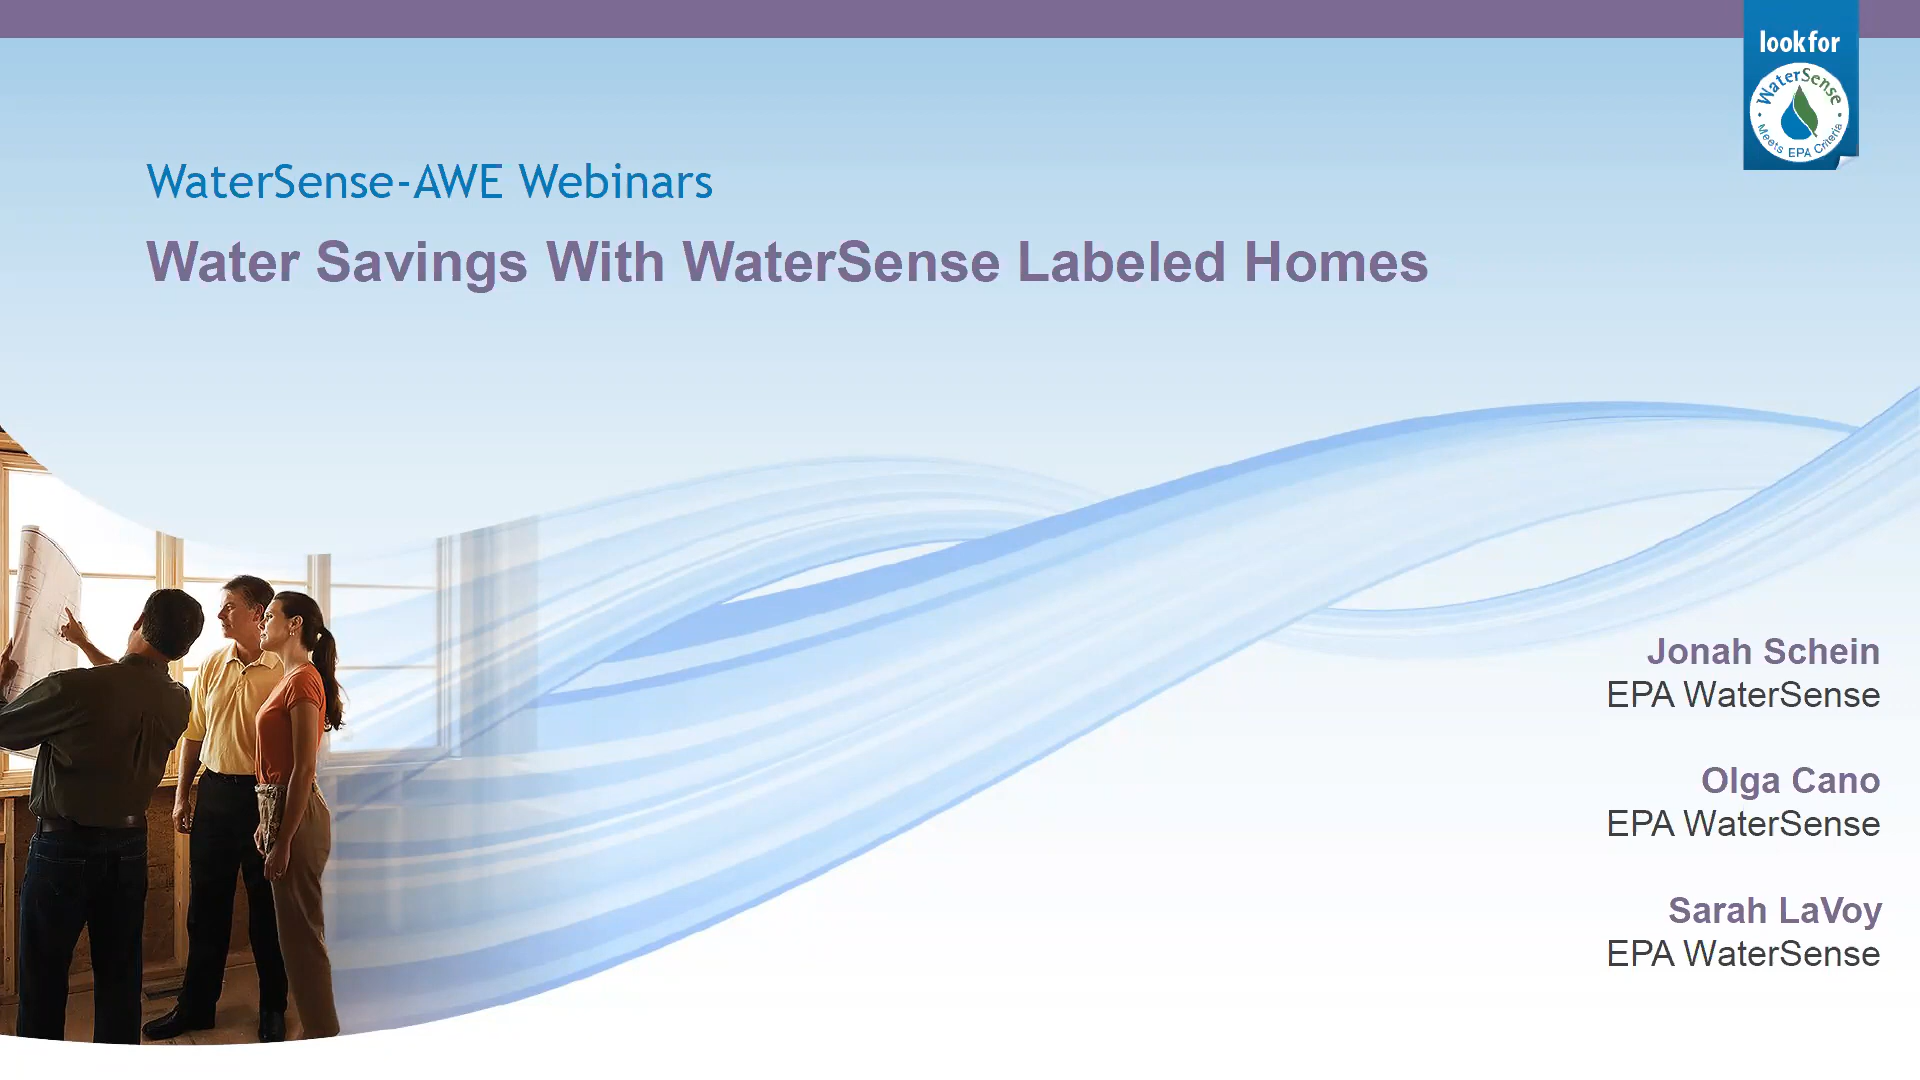 look for
WaterSense
Meets EPA Criteria
WaterSense-AWE Webinars
Water Savings With WaterSense Labeled Homes
Jonah Schein
EPA WaterSense
Olga Cano
EPA WaterSense
Sarah LaVoy
EPA WaterSense